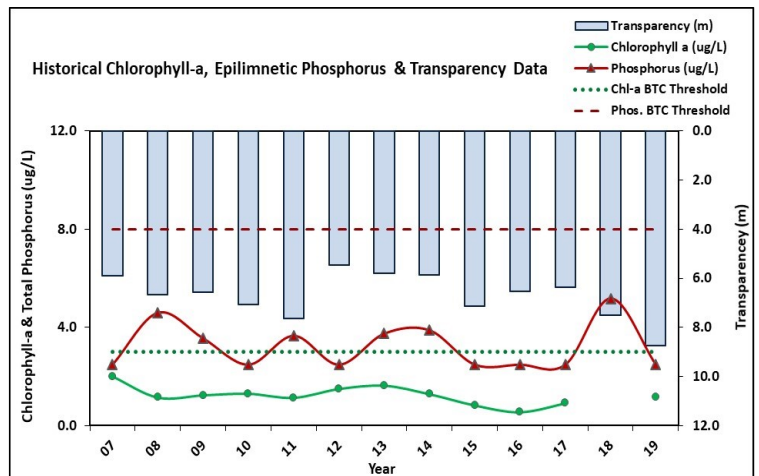 Transparency (m)
Chlorophyll a (ug/L)
Phosphorus (ug/L)
Chl-a BTC Threshold
Phos. BTC Threshold
Historical Chlorophyll-a, Epilimnetic Phosphorus & Transparency Data
Chlorophyll-a & Total Phosphorus (ug/L)
12.0
8.0
4.0
0.0
0.0
2.0
4.0
6.0
8.0
10.0
12.0
Transparencey (m)
07 08 09 10 11 12 13 14 15 16 17 18 19
Year